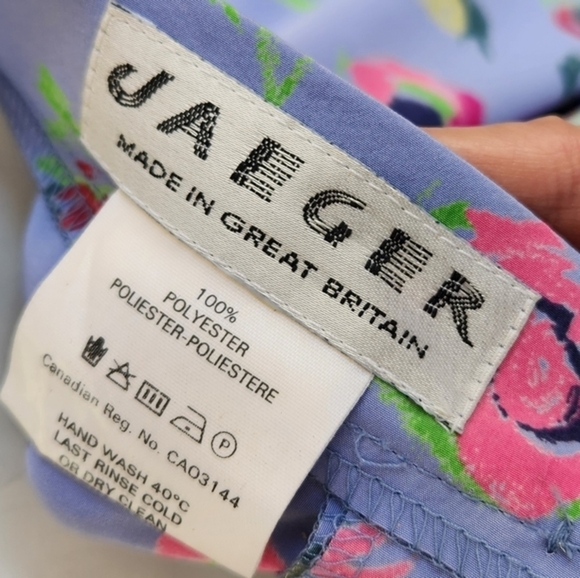 JAEGER
MADE IN GREAT BRITAIN
100%
POLYESTER
POLIESTER-POLIESTERE
P
Canadian Reg. No. CA03144
HAND WASH 40°C
LAST RINSE COLD
OR DRY CLEAN